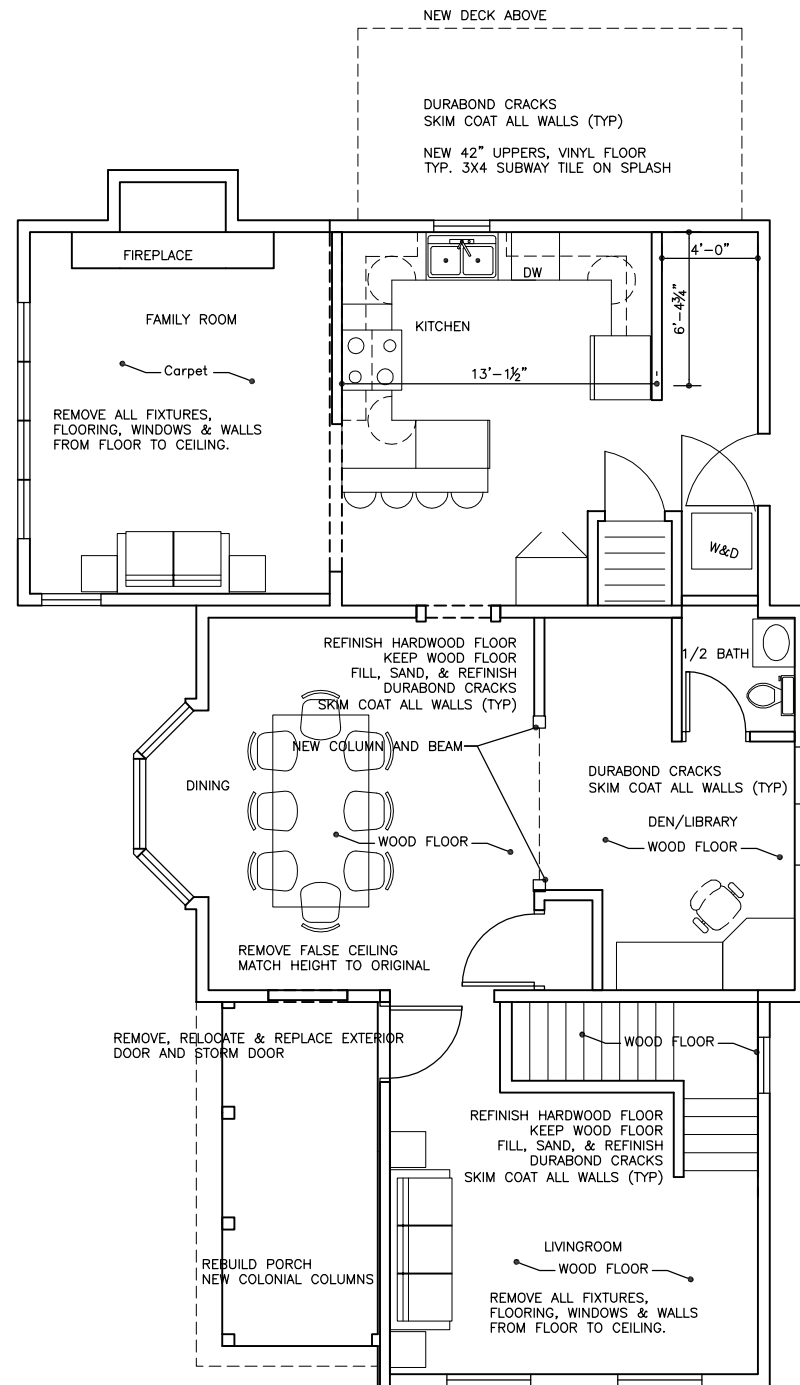 NEW DECK ABOVE
DURABOND CRACKS
SKIM COAT ALL WALLS (TYP)
NEW 42" UPPERS, VINYL FLOOR
TYP. 3X4 SUBWAY TILE ON SPLASH
FIREPLACE
4'-0"
DW
6'-4¾"
FAMILY ROOM
KITCHEN
Carpet
13'-1½"
REMOVE ALL FIXTURES,
FLOORING, WINDOWS & WALLS
FROM FLOOR TO CEILING.
W&D
REFINISH HARDWOOD FLOOR
KEEP WOOD FLOOR
FILL, SAND, & REFINISH
DURABOND CRACKS
SKIM COAT ALL WALLS (TYP)
1/2 BATH
NEW COLUMN AND BEAM
DINING
DURABOND CRACKS
SKIM COAT ALL WALLS (TYP)
DEN/LIBRARY
WOOD FLOOR
WOOD FLOOR
REMOVE FALSE CEILING
MATCH HEIGHT TO ORIGINAL
REMOVE, RELOCATE & REPLACE EXTERIOR
DOOR AND STORM DOOR
WOOD FLOOR
REFINISH HARDWOOD FLOOR
KEEP WOOD FLOOR
FILL, SAND, & REFINISH
DURABOND CRACKS
SKIM COAT ALL WALLS (TYP)
LIVINGROOM
WOOD FLOOR
REBUILD PORCH
NEW COLONIAL COLUMNS
REMOVE ALL FIXTURES,
FLOORING, WINDOWS & WALLS
FROM FLOOR TO CEILING.